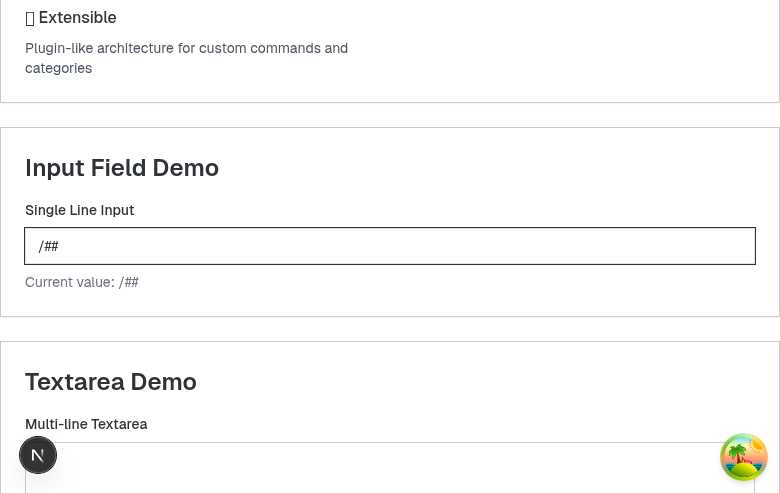 Extensible
Plugin-like architecture for custom commands and
categories
Input Field Demo
Single Line Input
/##
Current value: /##
Textarea Demo
Multi-line Textarea
N